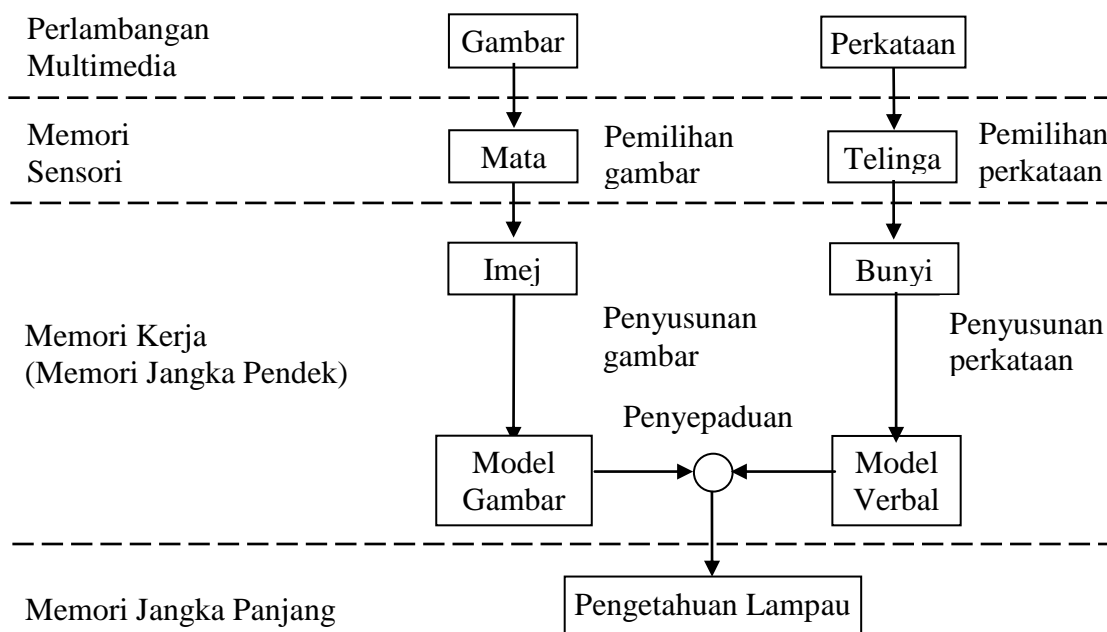 Perlambangan
Multimedia
Gambar
Perkataan
Memori
Sensori
Mata
Pemilihan
gambar
Telinga
Pemilihan
perkataan
Imej
Bunyi
Memori Kerja
(Memori Jangka Pendek)
Penyusunan
gambar
Penyusunan
perkataan
Penyepaduan
Model
Gambar
Model
Verbal
Memori Jangka Panjang
Pengetahuan Lampau